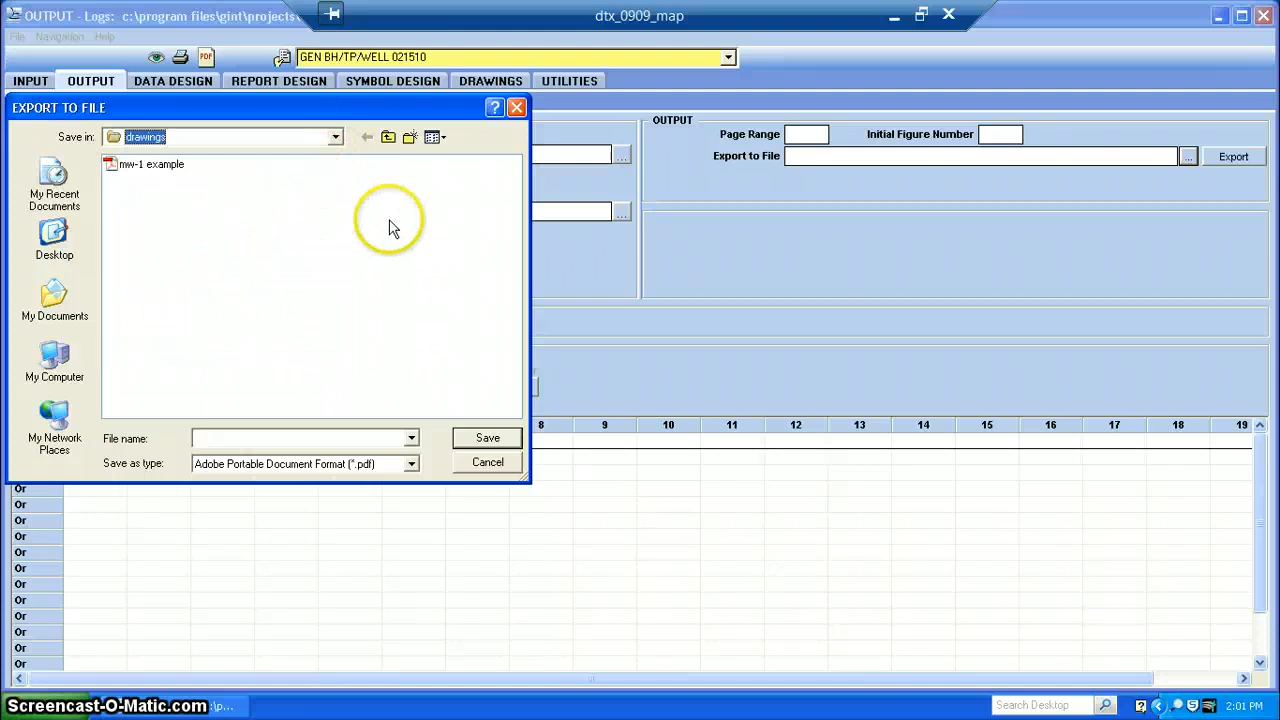 OUTPUT - Logs: c:\program files\gint\projects\
dtx_0909_map
File Navigation Help
GEN BH/TP/WELL 021510
INPUT OUTPUT DATA DESIGN REPORT DESIGN SYMBOL DESIGN DRAWINGS UTILITIES
EXPORT TO FILE
Save in: drawings
mw-1 example
My Recent
Documents
Desktop
My Documents
My Computer
My Network
Places
File name: Save
Save as type: Adobe Portable Document Format (*.pdf) Cancel
OUTPUT
Page Range Initial Figure Number
Export to File ... Export
...
...
8 9 10 11 12 13 14 15 16 17 18 19
Or
Or
Or
Or
Or
Or
Or
Or
Or
Or
Or
Or
Screencast-O-Matic.com
Search Desktop 2:01 PM